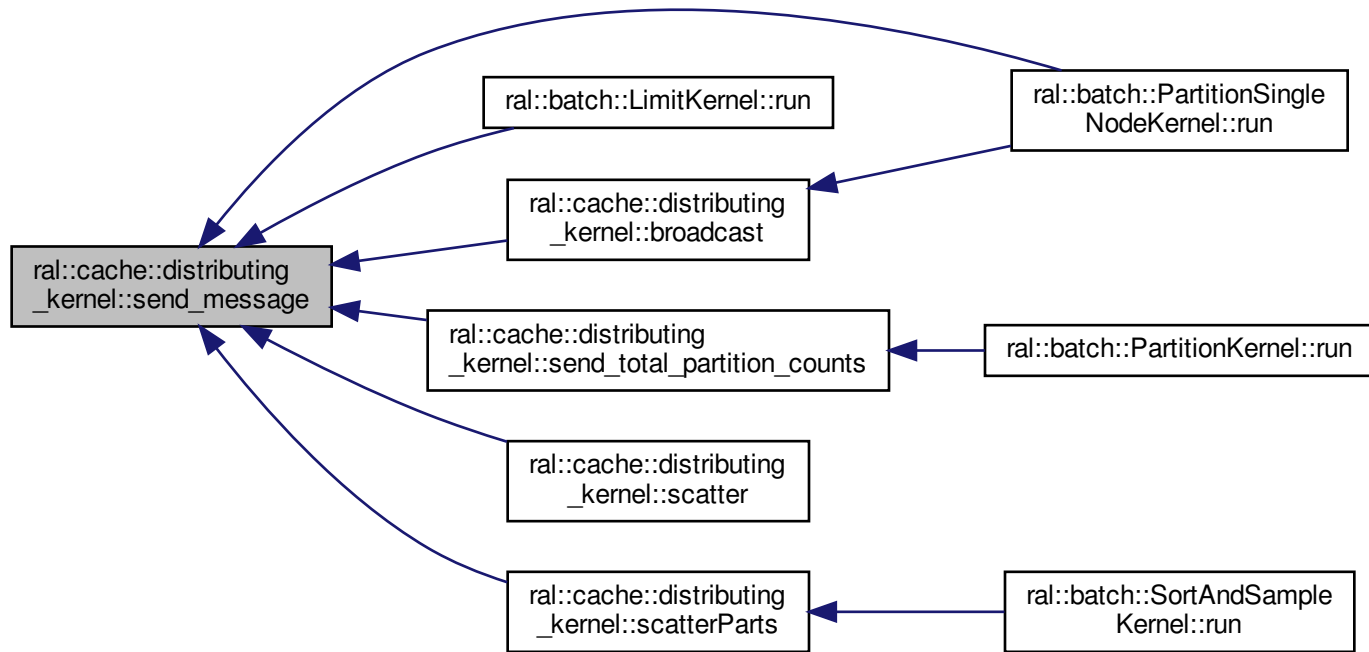 ral::cache::distributing
_kernel::send_message
ral::batch::LimitKernel::run
ral::cache::distributing
_kernel::broadcast
ral::batch::PartitionSingle
NodeKernel::run
ral::cache::distributing
_kernel::send_total_partition_counts
ral::batch::PartitionKernel::run
ral::cache::distributing
_kernel::scatter
ral::cache::distributing
_kernel::scatterParts
ral::batch::SortAndSample
Kernel::run